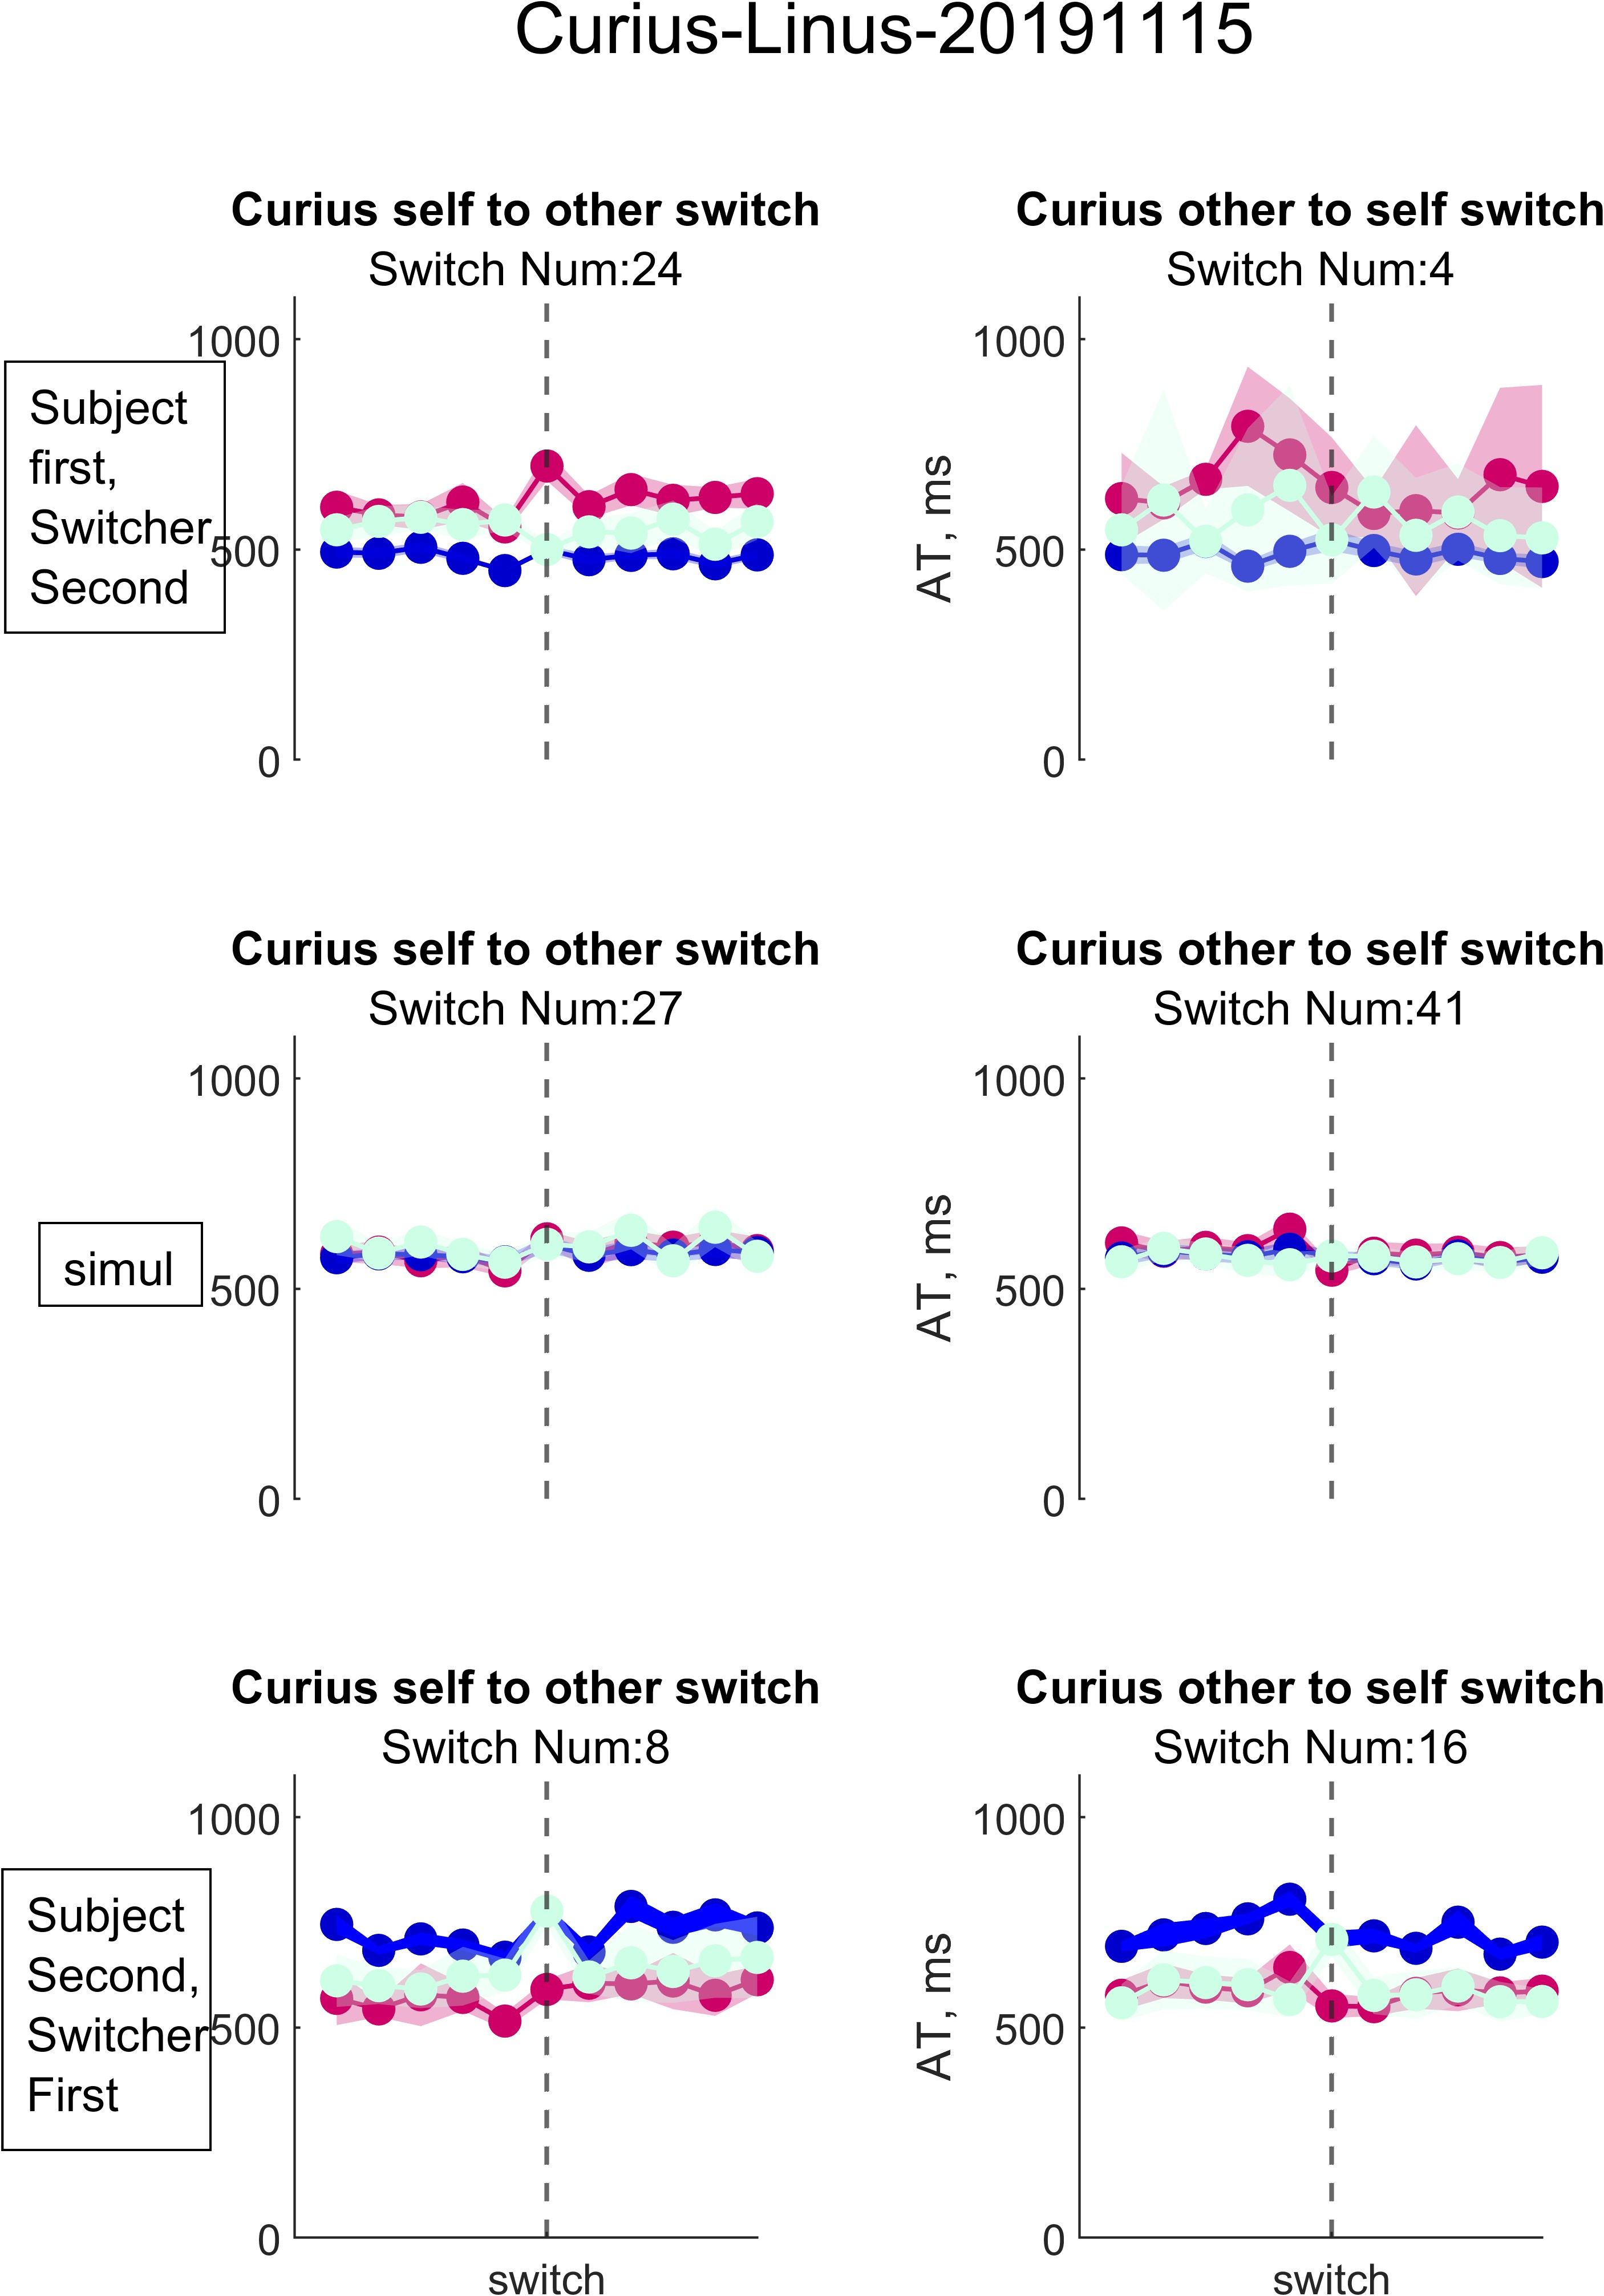 Curius-Linus-20191115
Curius self to other switch
Switch Num:24
Curius other to self switch
Switch Num:4
Subject
first,
Switcher
Second
1000
500
0
AT, ms
1000
500
0
Curius self to other switch
Switch Num:27
Curius other to self switch
Switch Num:41
simul
1000
500
0
AT, ms
1000
500
0
Curius self to other switch
Switch Num:8
Curius other to self switch
Switch Num:16
Subject
Second,
Switcher
First
1000
500
0
switch
AT, ms
1000
500
0
switch